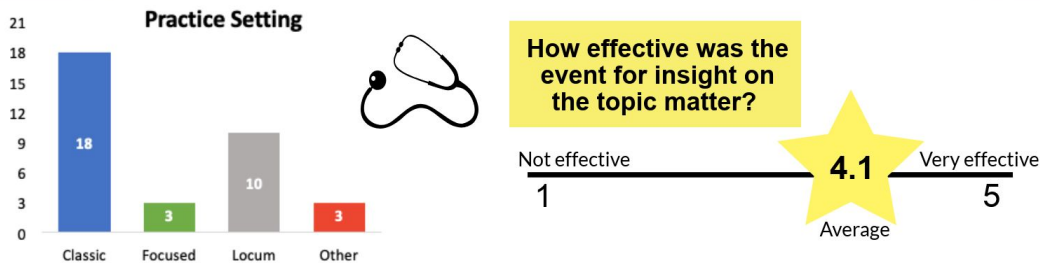 Practice Setting
21
18
15
12
9
6
3
0
18
3
10
3
Classic Focused Locum Other
How effective was the
event for insight on
the topic matter?
Not effective
Very effective
4.1
1
5
Average